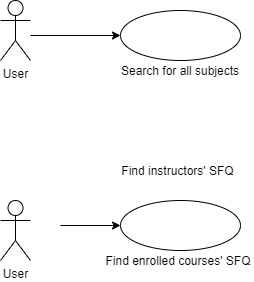 User
Search for all subjects
Find instructors' SFQ
User
Find enrolled courses' SFQ